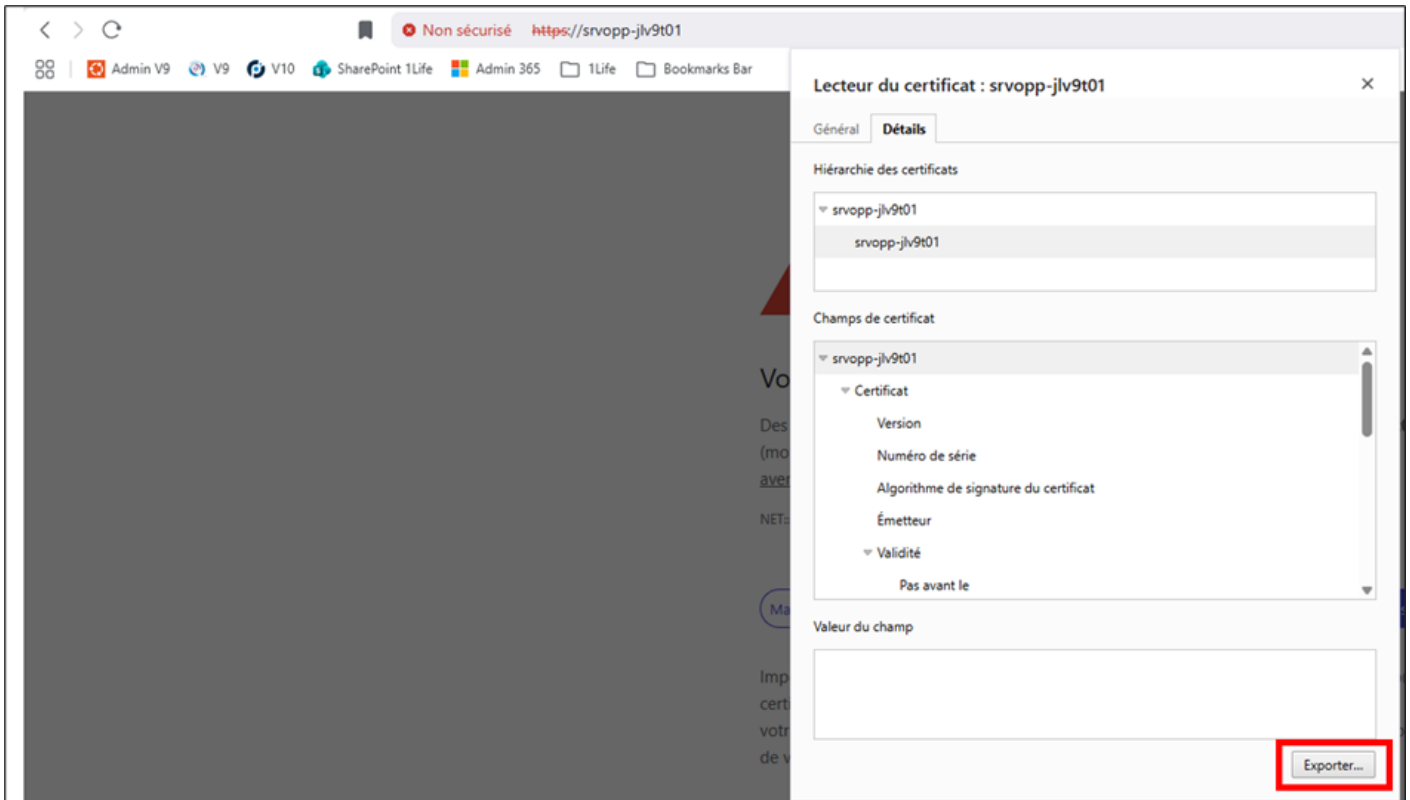 Non sécurisé https://srvopp-jlv9t01
Admin V9 V9 V10 SharePoint 1Life Admin 365 1Life Bookmarks Bar
Lecteur du certificat : srvopp-jlv9t01
Général Détails
Hiérarchie des certificats
srvopp-jlv9t01
srvopp-jlv9t01
Champs de certificat
srvopp-jlv9t01
Certificat
Version
Numéro de série
Algorithme de signature du certificat
Émetteur
Validité
Pas avant le
Valeur du champ
Exporter...
Vo
Des
(mo
aver
NET:
Ma
Imp
cert
votr
de v